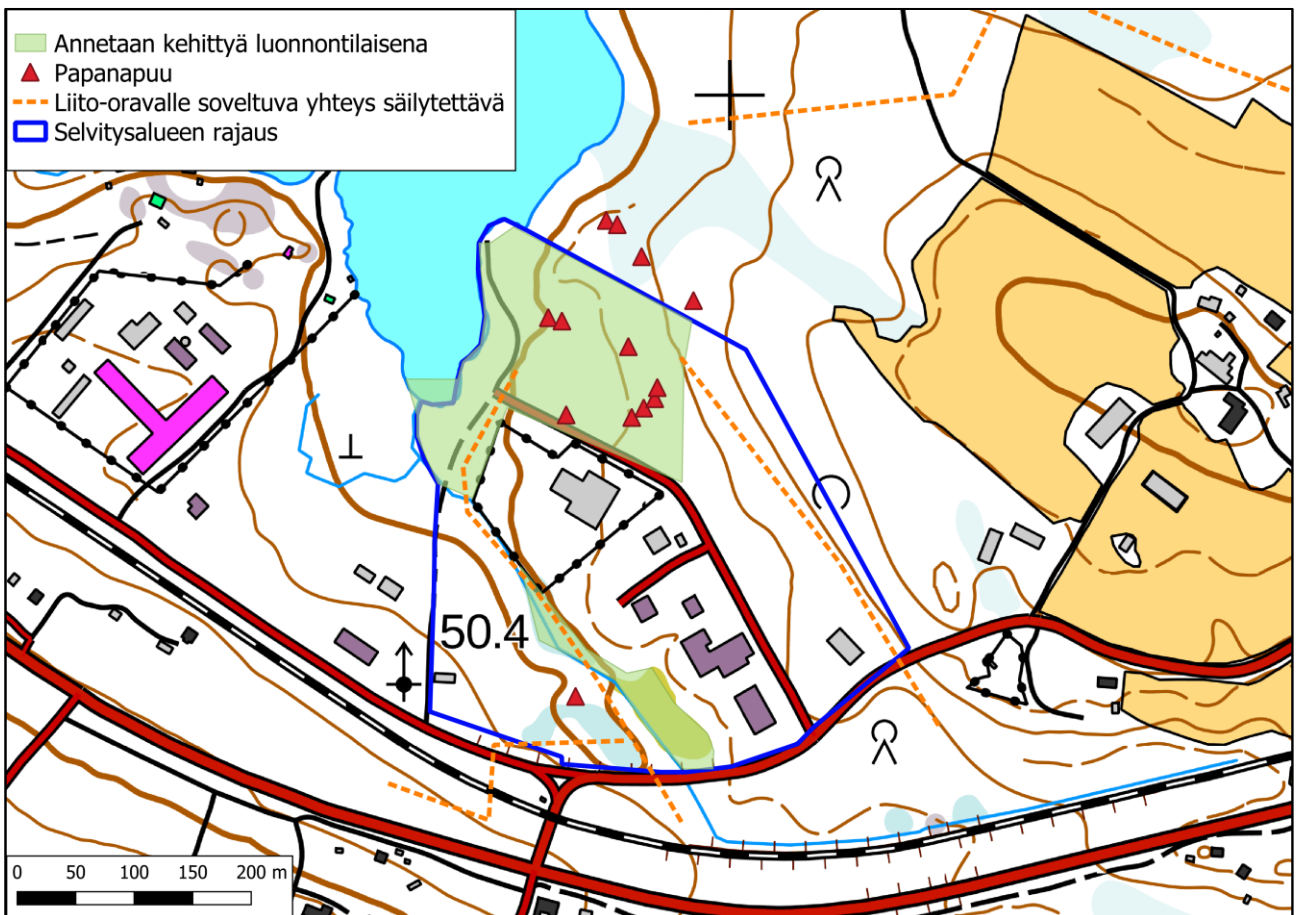 Annetaan kehittyä luonnontilaisena
Papanapuu
Liito-oravalle soveltuva yhteys säilytettävä
Selvitysalueen rajaus
50.4
0 50 100 150 200 m